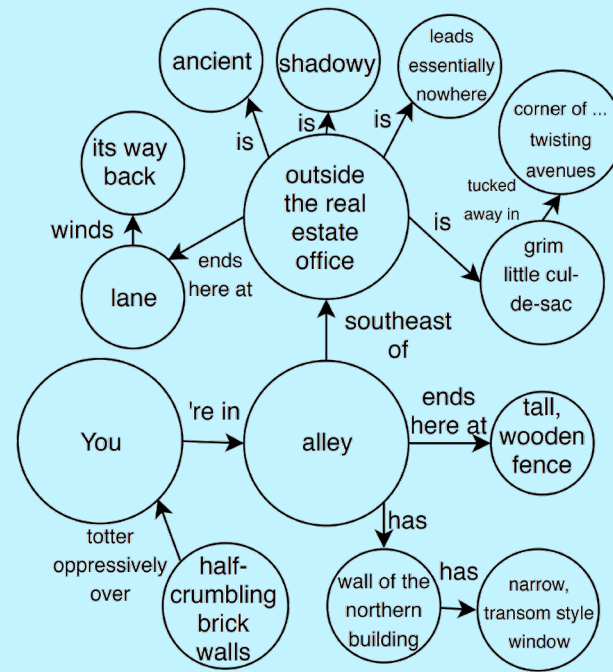 ancient
shadowy
leads
essentially
nowhere
corner of ...
twisting
avenues
is
is
is
its way
back
outside
the real
estate
office
tucked
away in
winds
ends
here at
is
grim
little cul-
de-sac
lane
southeast
of
You
're in
alley
ends
here at
tall,
wooden
fence
totter
oppressively
over
has
half-
crumbling
brick
walls
wall of the
northern
building
has
narrow,
transom style
window